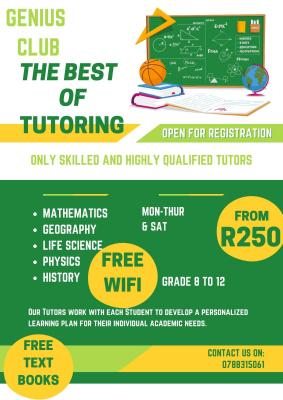 GENIUS
CLUB
THE BEST
OF
TUTORING
OPEN FOR REGISTRATION
ONLY SKILLED AND HIGHLY QUALIFIED TUTORS
• MATHEMATICS
• GEOGRAPHY
• LIFE SCIENCE
• PHYSICS
• HISTORY
MON-THUR
& SAT
FROM
R250
FREE
WIFI
GRADE 8 TO 12
Our Tutors work with each Student to develop a personalized
learning plan for their individual academic needs.
FREE
TEXT
BOOKS
CONTACT US ON:
0788315061